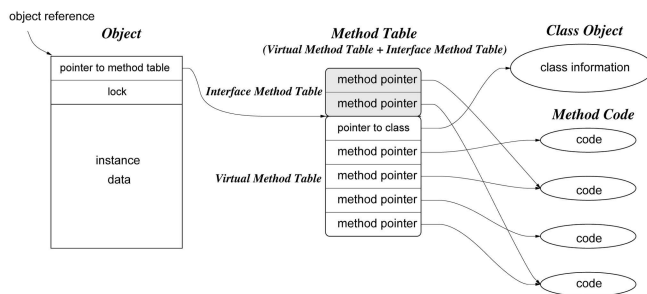 object reference
Object
pointer to method table
lock
instance
data
Method Table
(Virtual Method Table + Interface Method Table)
Interface Method Table
method pointer
method pointer
pointer to class
method pointer
Virtual Method Table
method pointer
method pointer
method pointer
Class Object
class information
Method Code
code
code
code
code